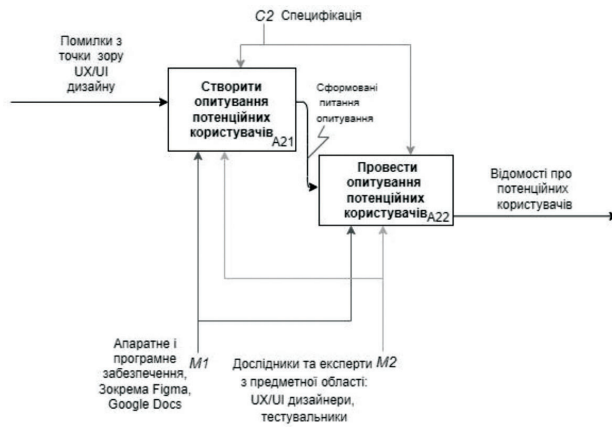 C2 Специфікація
Помилки з
точки зору
UX/UI
дизайну
Створити
опитування
потенційних
користувачів
A21
Сформовані
питання
опитування
Провести
опитування
потенційних
користувачів
A22
Відомості про
потенційних
користувачів
Апаратне і
програмне
забезпечення,
Зокрема Figma,
Google Docs
M1
Дослідники та експерти M2
з предметної області:
UX/UI дизайнери,
тестувальники